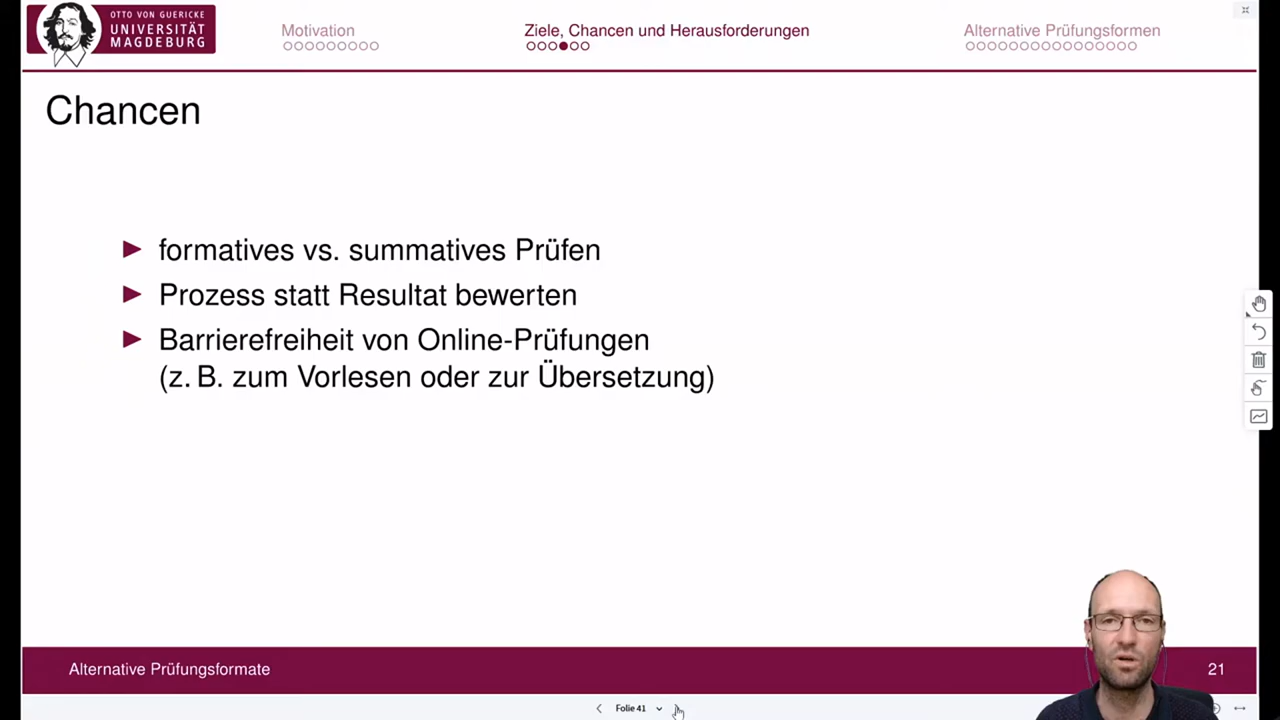 OTTO VON GUERICKE
UNIVERSITÄT
MAGDEBURG
Motivation
Ziele, Chancen und Herausforderungen
Alternative Prüfungsformen
Chancen
formatives vs. summatives Prüfen
Prozess statt Resultat bewerten
Barrierefreiheit von Online-Prüfungen
(z. B. zum Vorlesen oder zur Übersetzung)
Alternative Prüfungsformate
21
Folie 41